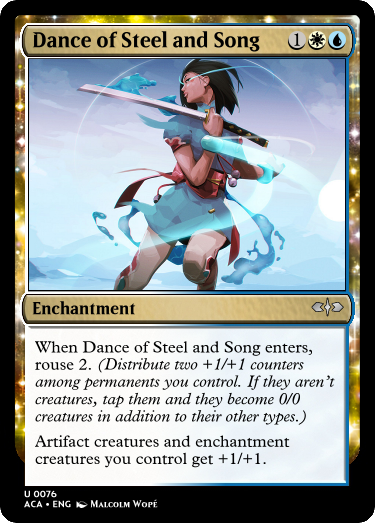 Dance of Steel and Song 1
Enchantment
When Dance of Steel and Song enters,
rouse 2. (Distribute two +1/+1 counters
among permanents you control. If they aren't
creatures, tap them and they become 0/0
creatures in addition to their other types.)
Artifact creatures and enchantment
creatures you control get +1/+1.
U 0076
ACA • ENG Malcolm Wopé